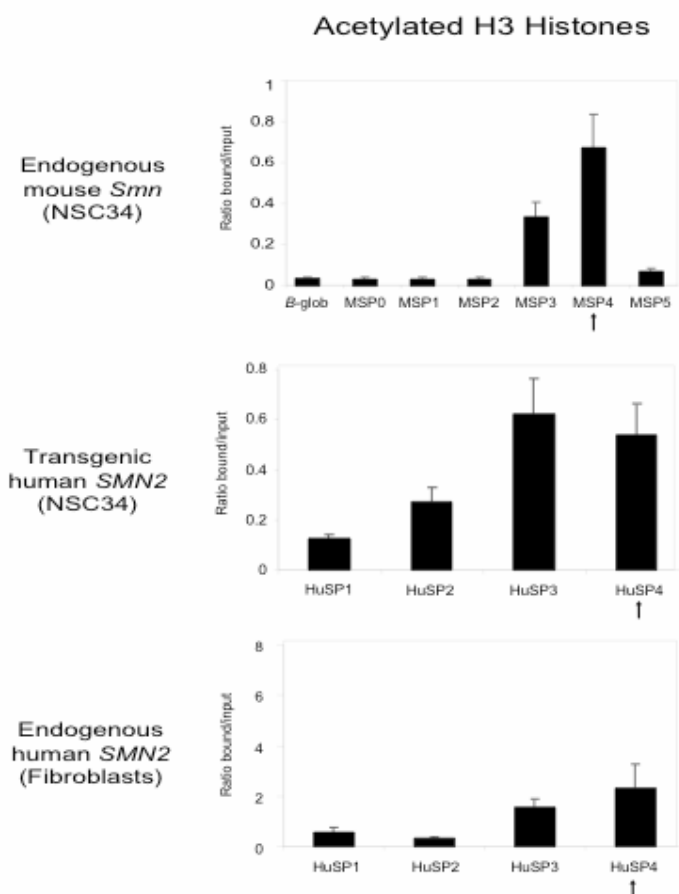 Acetylated H3 Histones
Endogenous
mouse Smn
(NSC34)
Ratio bound/input
1
0.8
0.6
0.4
0.2
0
B-glob MSP0 MSP1 MSP2 MSP3 MSP4 MSP5
Transgenic
human SMN2
(NSC34)
Ratio bound/input
0.8
0.6
0.4
0.2
0
HuSP1 HuSP2 HuSP3 HuSP4
Endogenous
human SMN2
(Fibroblasts)
Ratio bound/input
8
6
4
2
0
HuSP1 HuSP2 HuSP3 HuSP4